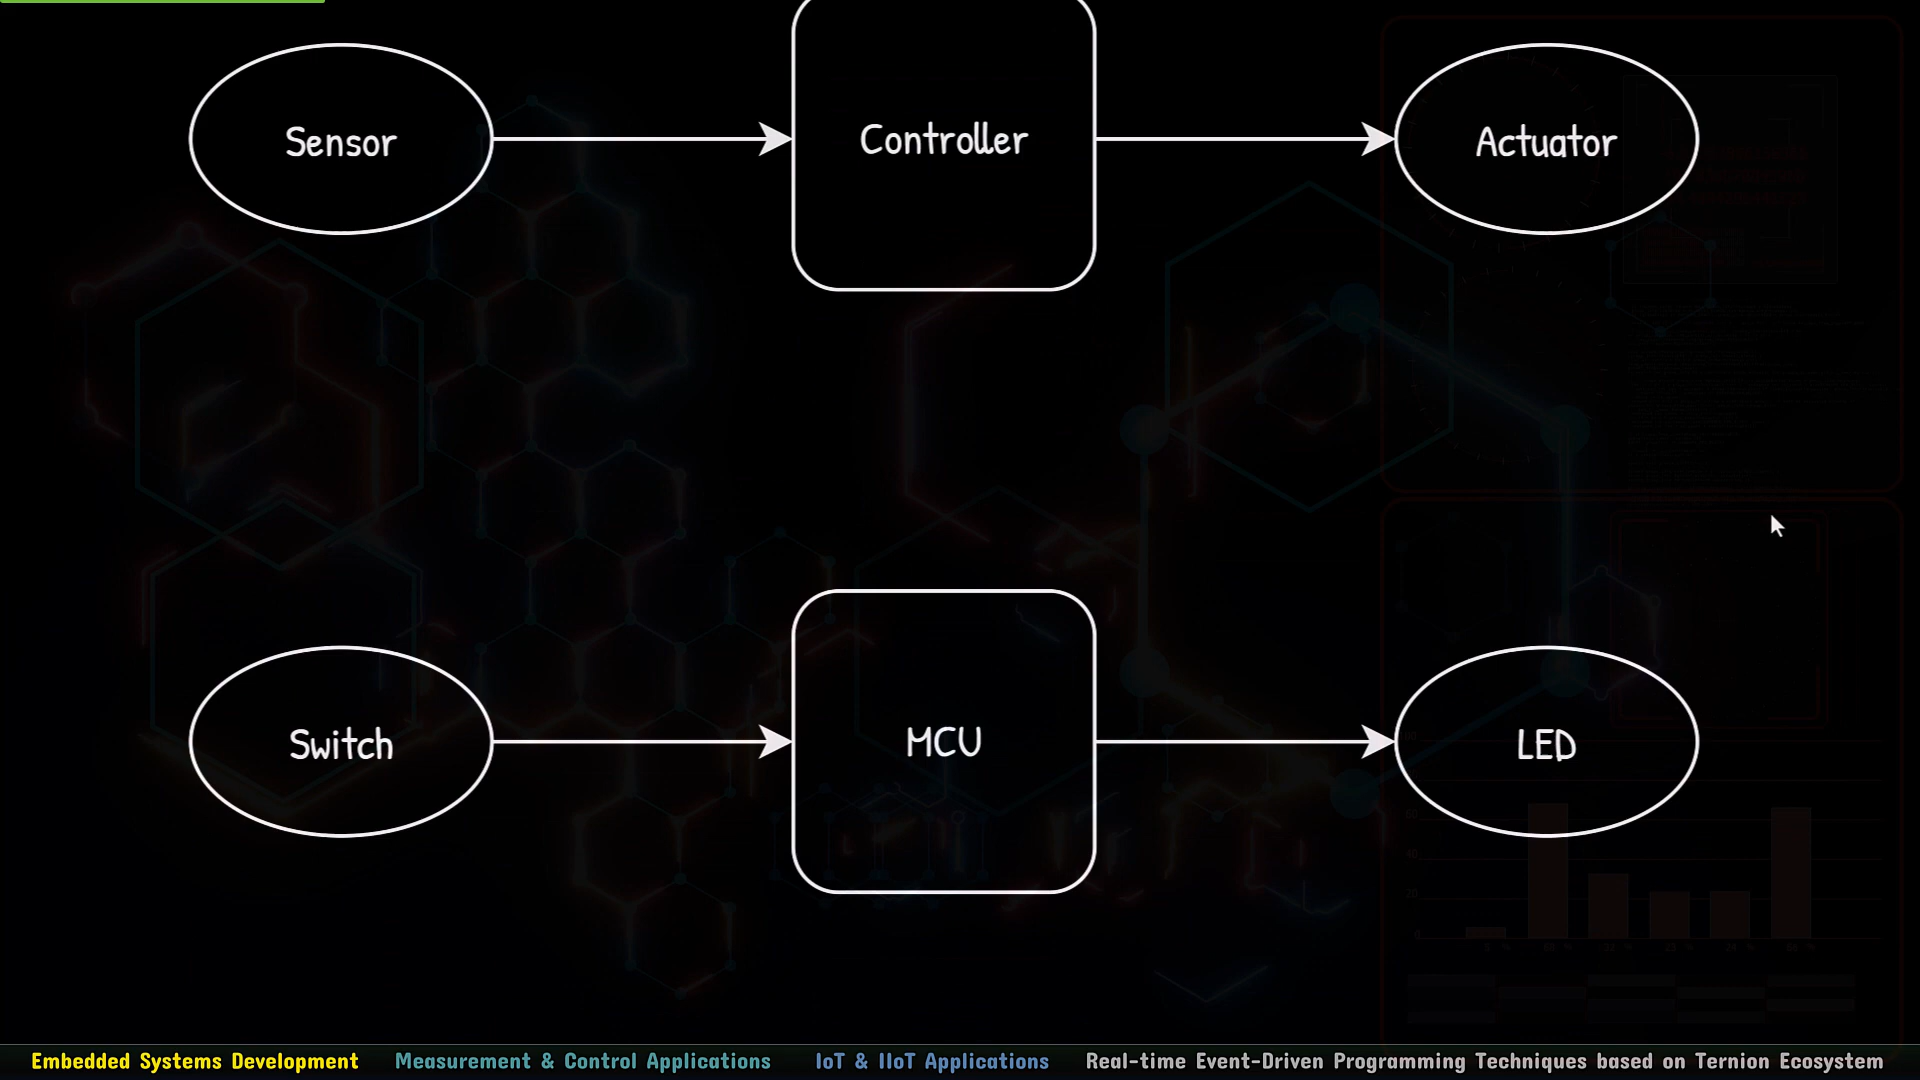 Sensor
Controller
Actuator
Switch
MCU
LED
Embedded Systems Development
Measurement & Control Applications
IoT & IIoT Applications
Real-time Event-Driven Programming Techniques based on Ternion Ecosystem